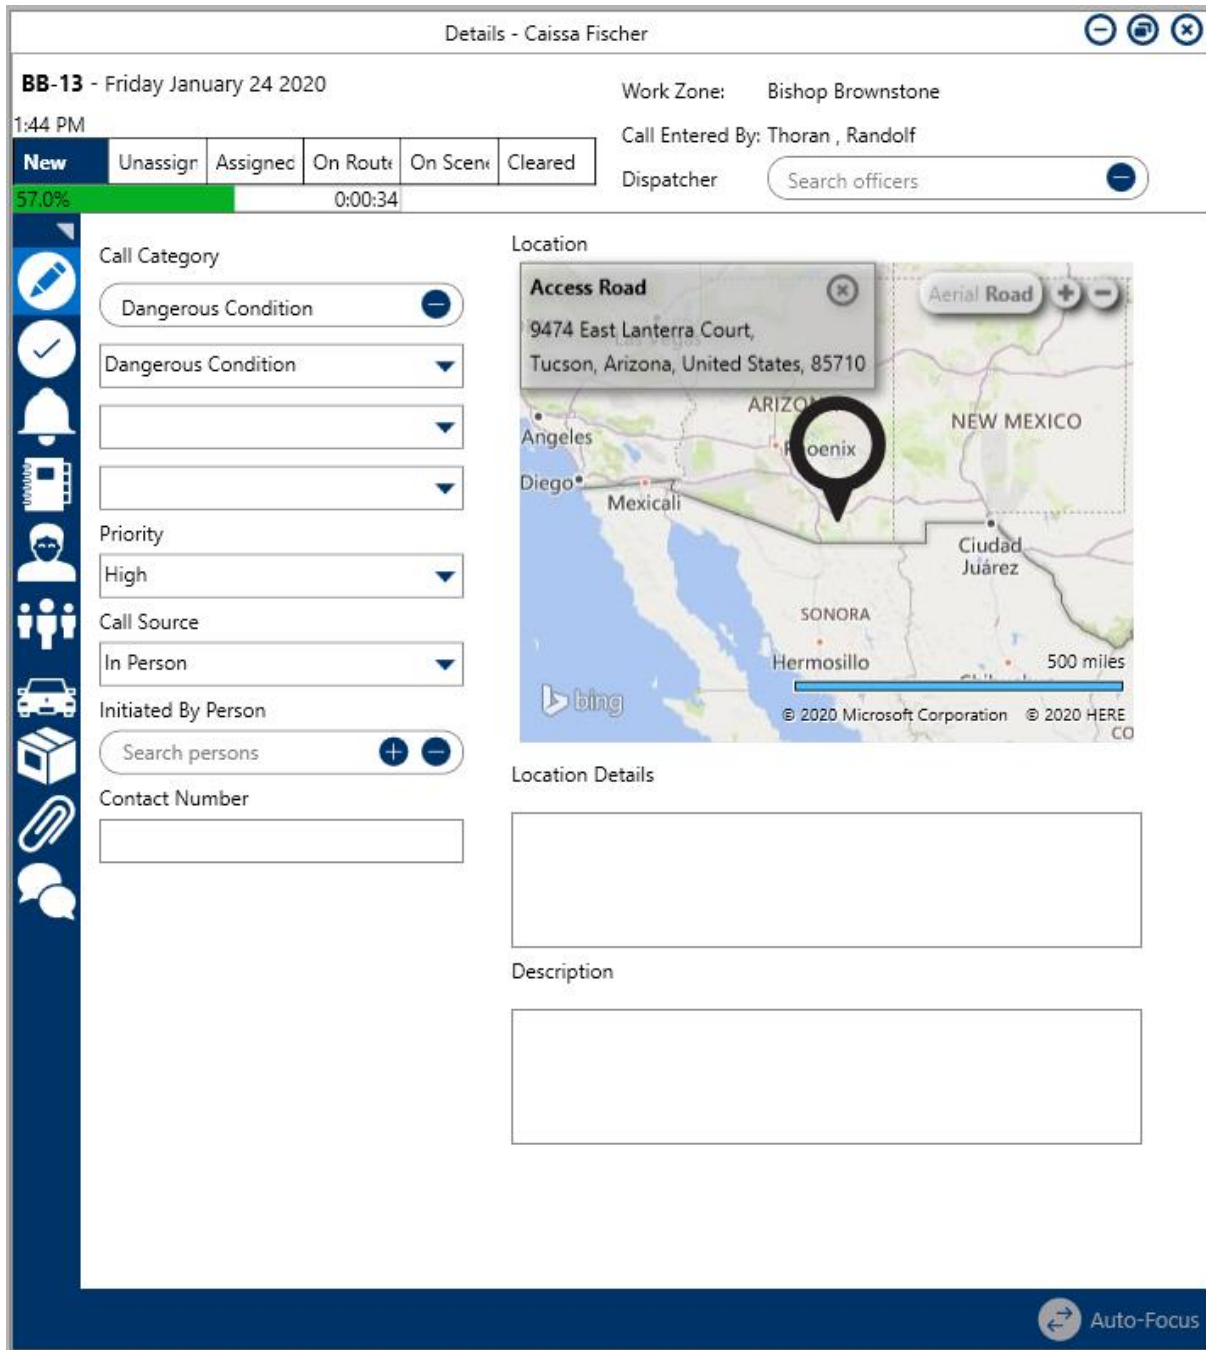 Details - Caissa Fischer
BB-13 - Friday January 24 2020
1:44 PM
Work Zone: Bishop Brownstone
Call Entered By: Thoran , Randolf
Dispatcher Search officers
New Unassign Assigned On Route On Scene Cleared
57.0% 0:00:34
Call Category
Dangerous Condition
Dangerous Condition
Priority
High
Call Source
In Person
Initiated By Person
Search persons
Contact Number
Location
Access Road
9474 East Lanterra Court,
Tucson, Arizona, United States, 85710
Aerial Road
Las Vegas
ARIZO
NEW MEXICO
Angeles
Phoenix
Diego
Mexicali
Ciudad
Juárez
SONORA
Hermosillo
500 miles
bing
© 2020 Microsoft Corporation © 2020 HERE
CO
Location Details
Description
Auto-Focus